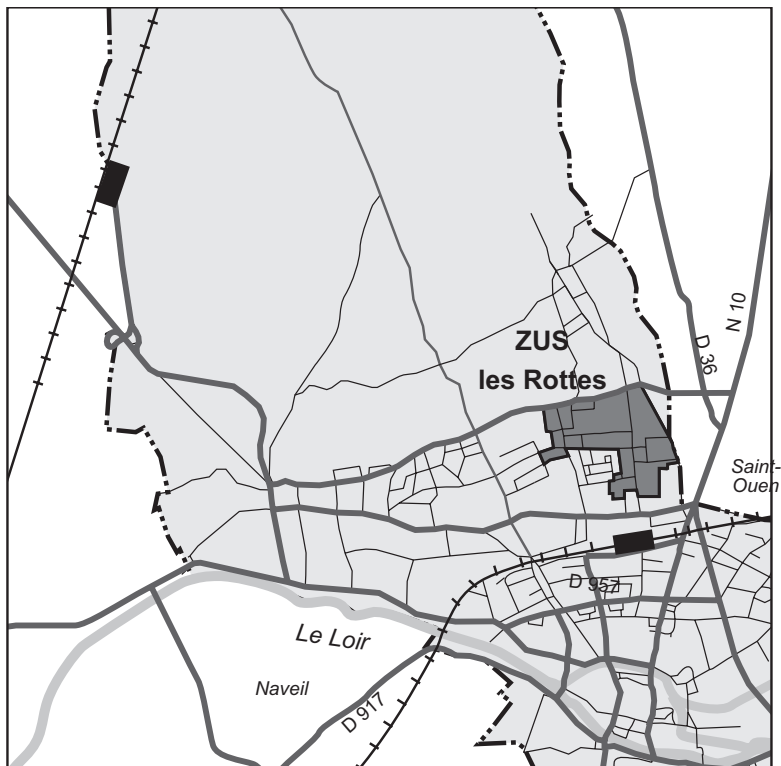 N 10
ZUS
D 36
les Rottes
Saint-
Ouen
D 957
Le Loir
Naveil
D 917